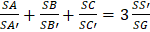 SA/SA′ + SB/SB′ + SC/SC′ = 3 SS′/SG